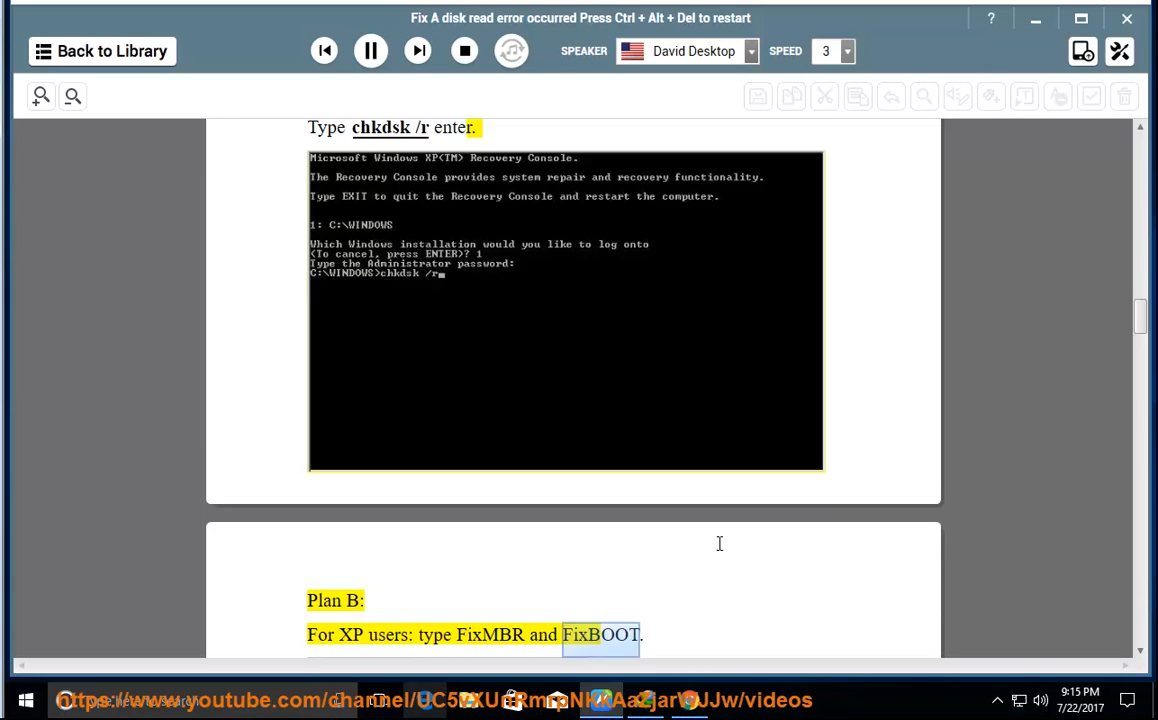 Fix A disk read error occurred Press Ctrl + Alt + Del to restart
?
Back to Library
SPEAKER
David Desktop
SPEED
3
Type chkdsk /r enter.
Microsoft Windows XP(TM) Recovery Console.
The Recovery Console provides system repair and recovery functionality.
Type EXIT to quit the Recovery Console and restart the computer.
1: C:\WINDOWS
Which Windows installation would you like to log onto
(To cancel, press ENTER)? 1
Type the Administrator password:
C:\WINDOWS>chkdsk /r
Plan B:
For XP users: type FixMBR and FixBOOT.
9:15 PM
7/22/2017